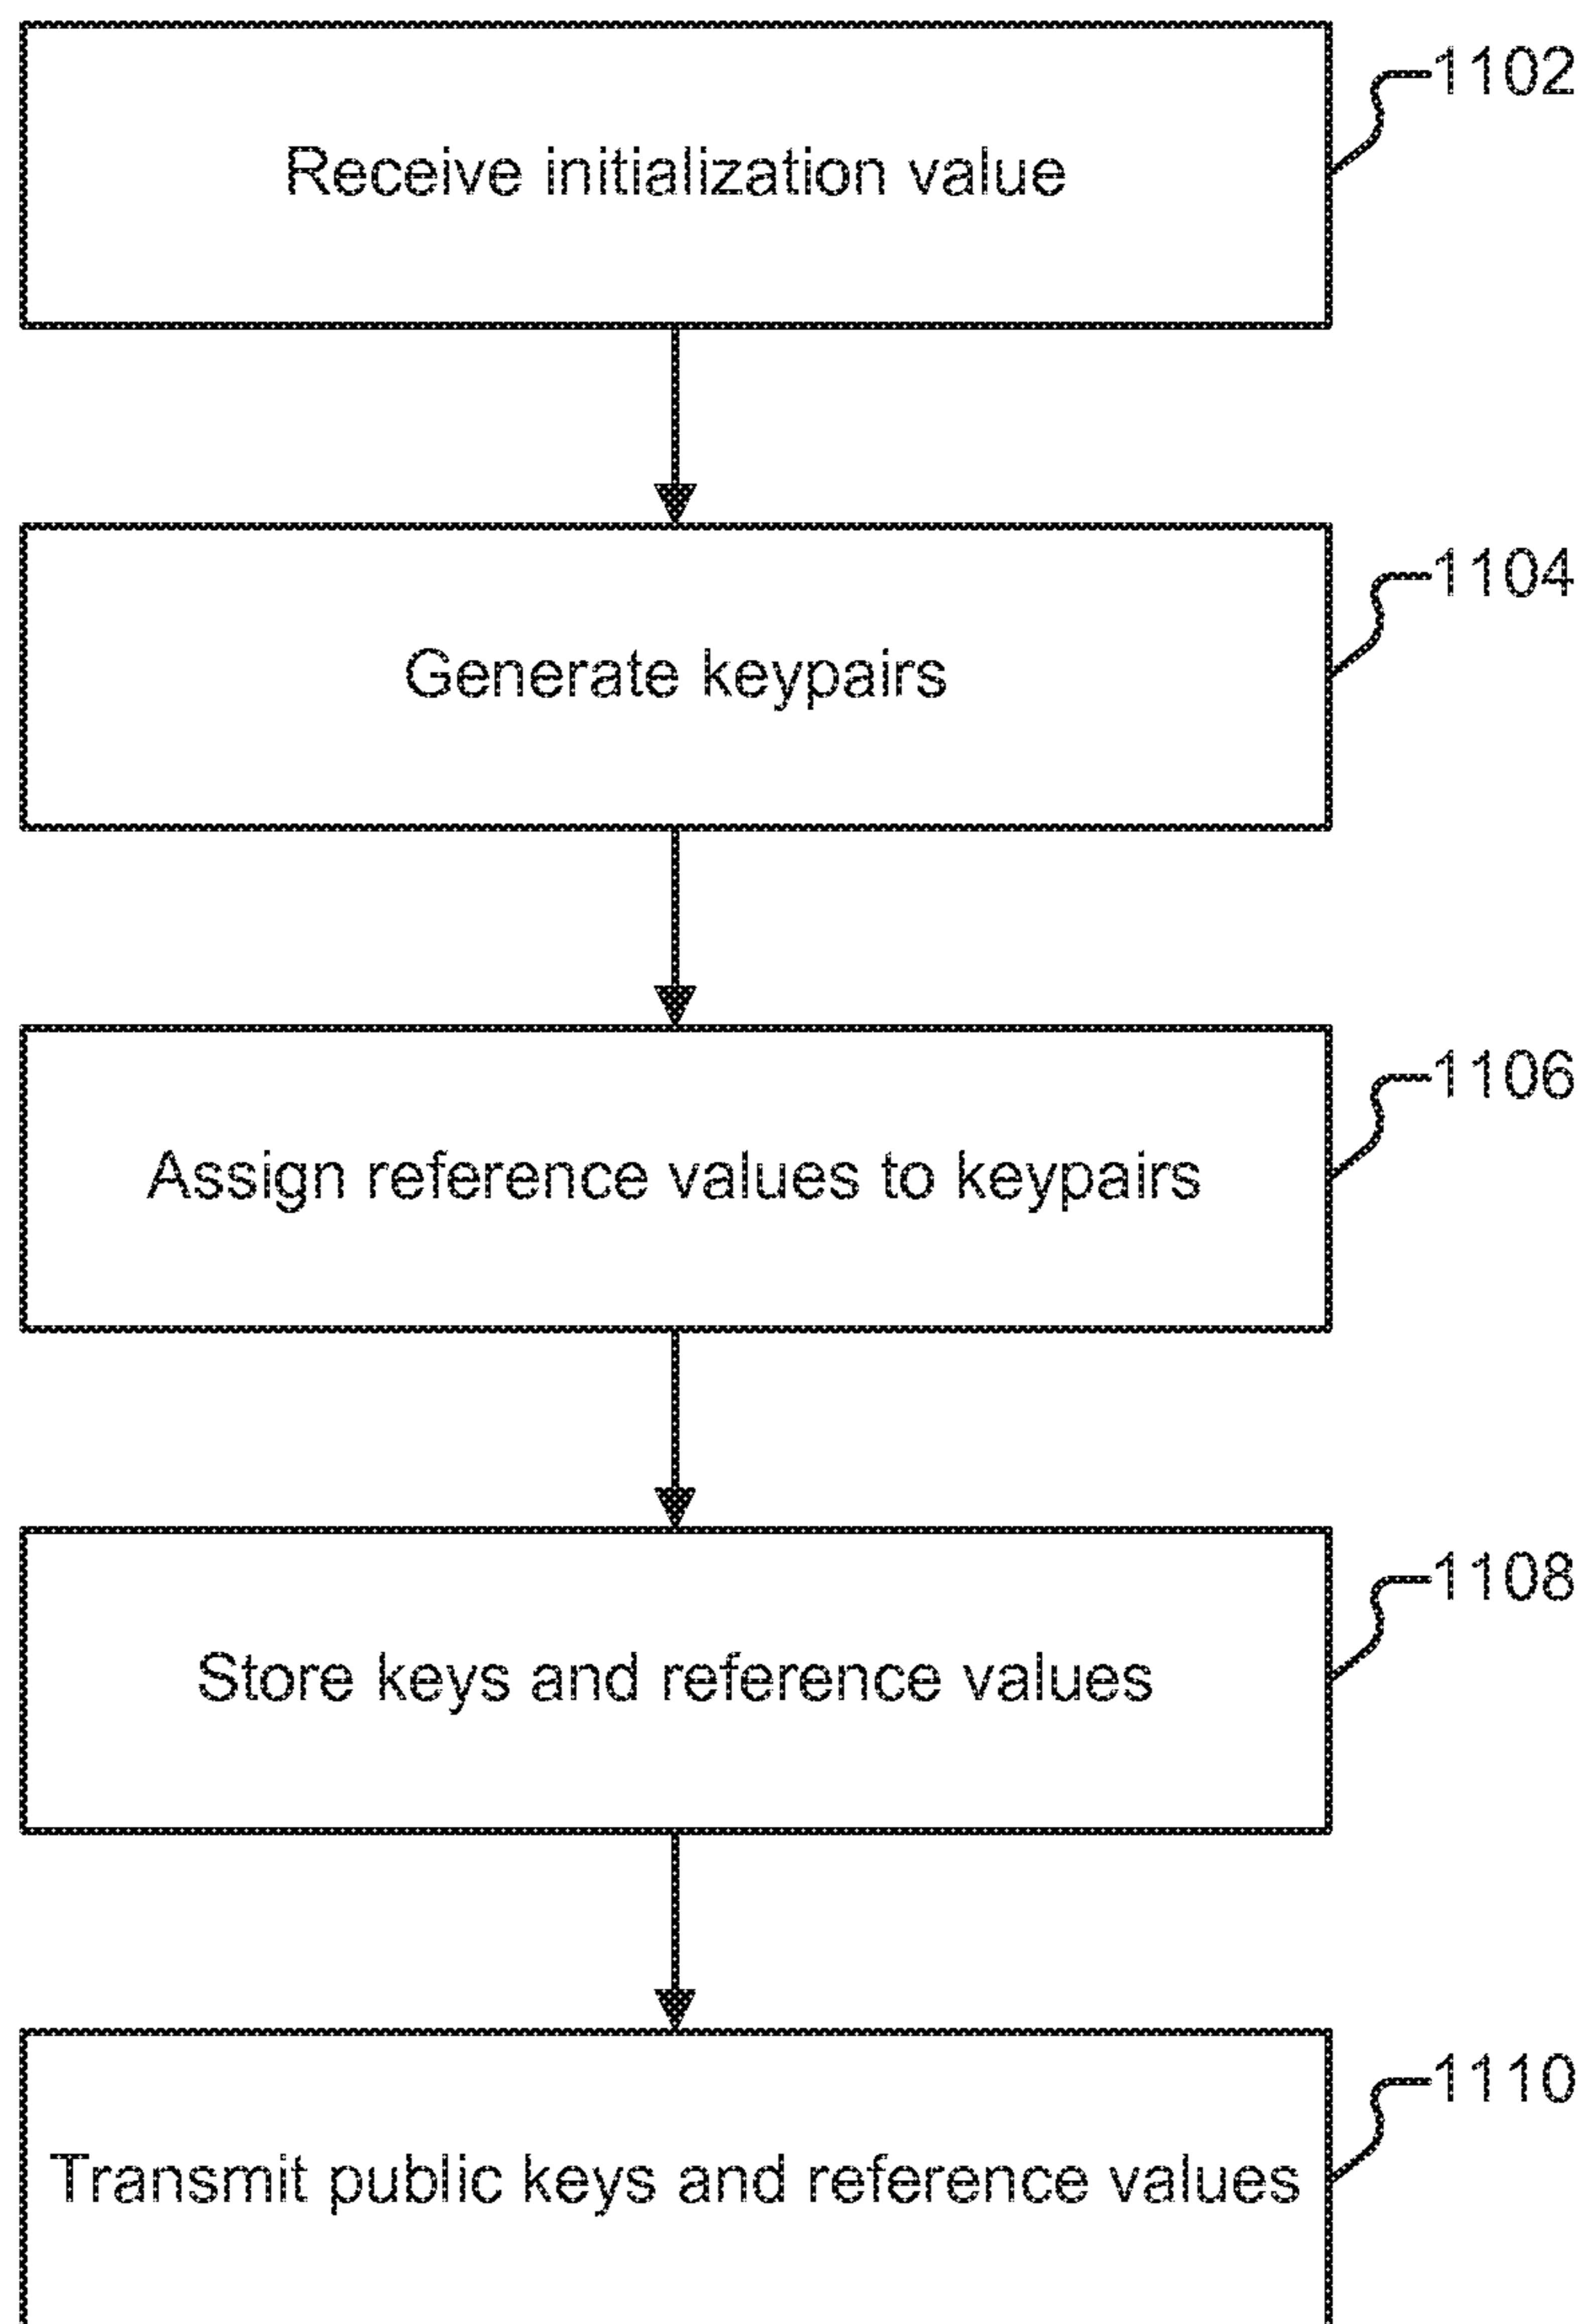 1102
Receive initialization value
1104
Generate keypairs
1106
Assign reference values to keypairs
1108
Store keys and reference values
1110
Transmit public keys and reference values